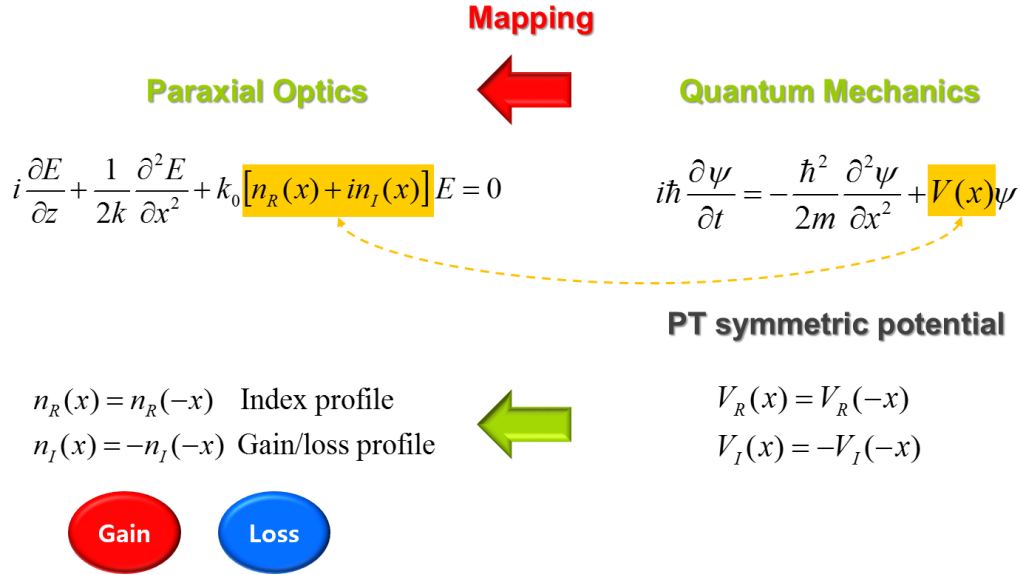 Mapping
Paraxial Optics
Quantum Mechanics
i ∂E/∂z + 1/2k ∂²E/∂x² + k₀[n_R(x) + in_I(x)]E = 0
iħ ∂ψ/∂t = −ħ²/2m ∂²ψ/∂x² + V(x)ψ
PT symmetric potential
n_R(x) = n_R(−x) Index profile
n_I(x) = −n_I(−x) Gain/loss profile
V_R(x) = V_R(−x)
V_I(x) = −V_I(−x)
Gain
Loss